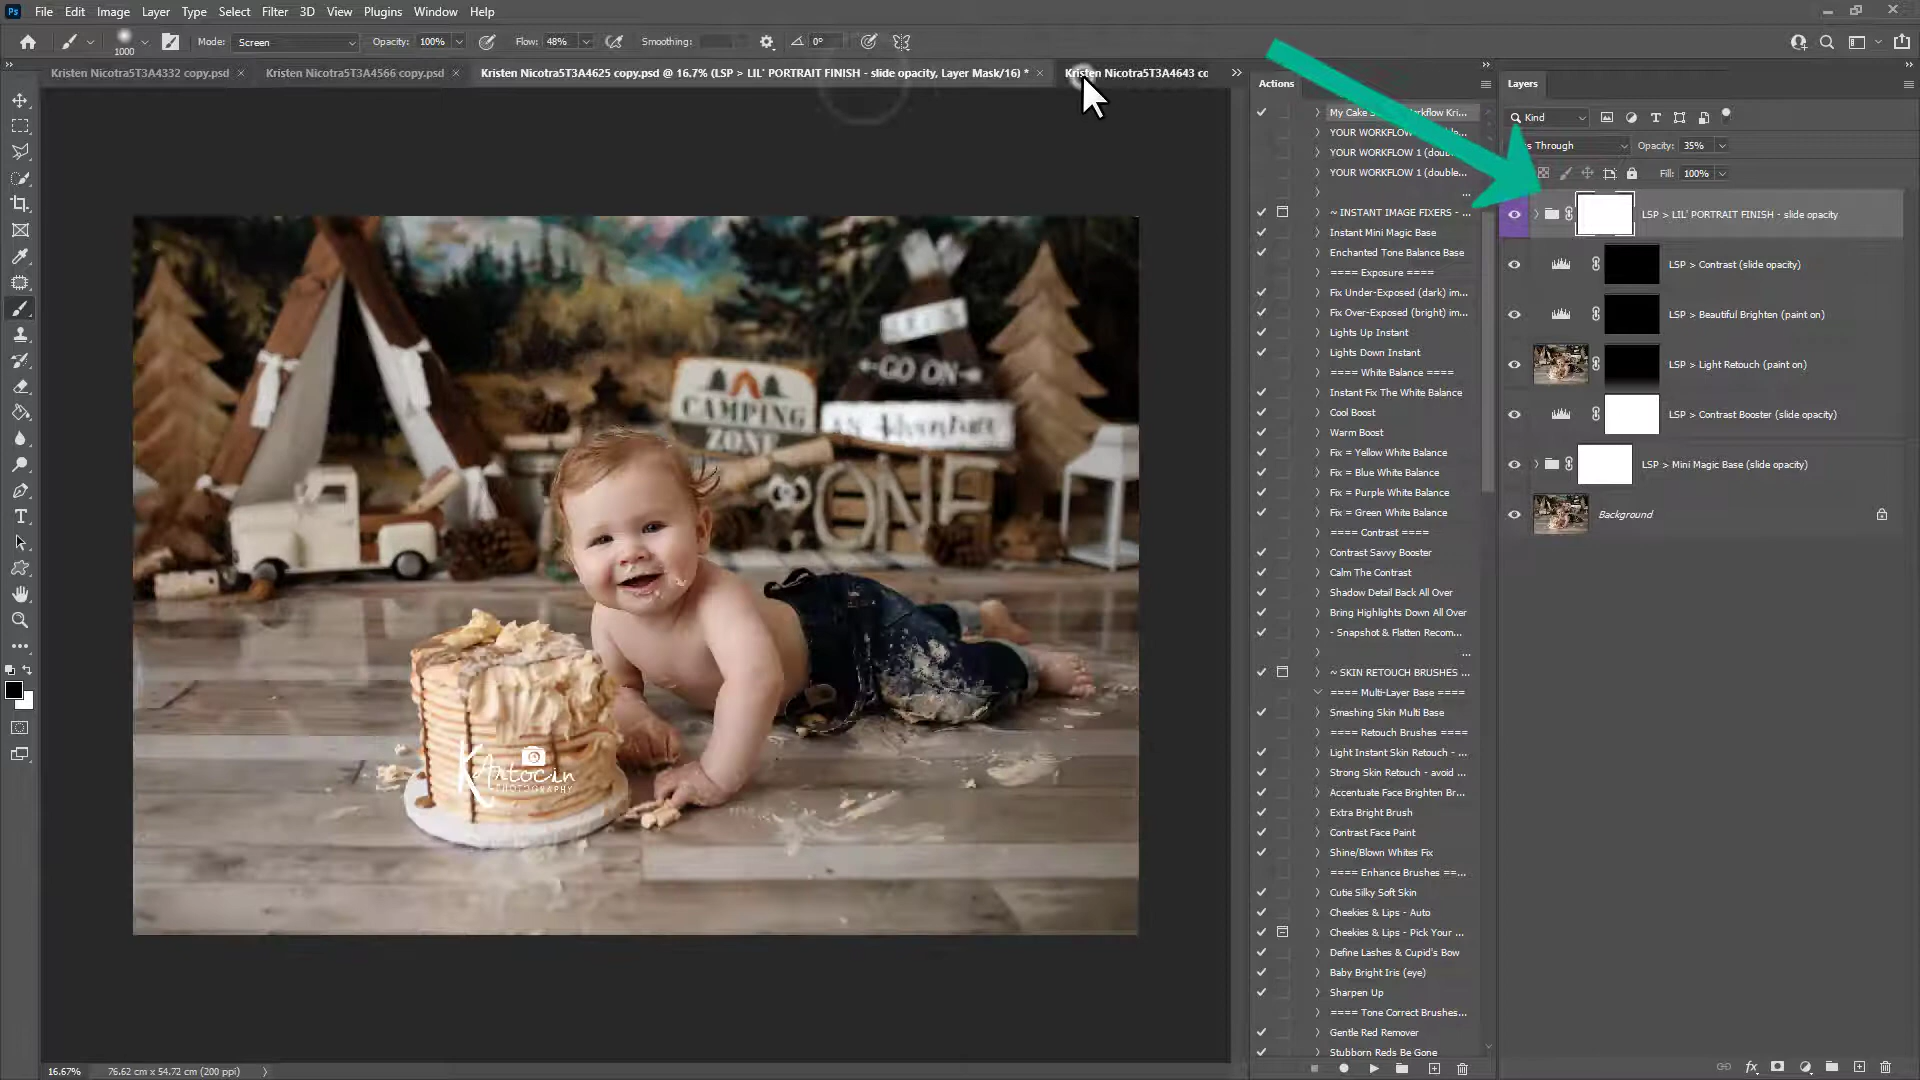 Ps File Edit Image Layer Type Select Filter 3D View Plugins Window Help
1000 Mode: Screen Opacity: 100% Flow: 48% Smoothing: 0°
Kristen Nicotra5T3A4332 copy.psd × Kristen Nicotra5T3A4566 copy.psd × Kristen Nicotra5T3A4625 copy.psd @ 16.7% (LSP > LIL' PORTRAIT FINISH - slide opacity, Layer Mask/16) * × Kristen Nicotra5T3A4643 co
GO ON
CAMPING
ZONE
AN Adventure
ONE
PHOTOGRAPHY
16.67% 76.62 cm x 54.72 cm (200 ppi)
Actions
My Cake
YOUR WORKFLOW
YOUR WORKFLOW 1 (doub...
YOUR WORKFLOW 1 (double...
...
~ INSTANT IMAGE FIXERS - ...
Instant Mini Magic Base
Enchanted Tone Balance Base
==== Exposure ====
Fix Under-Exposed (dark) im...
Fix Over-Exposed (bright) im...
Lights Up Instant
Lights Down Instant
==== White Balance ====
Instant Fix The White Balance
Cool Boost
Warm Boost
Fix = Yellow White Balance
Fix = Blue White Balance
Fix = Purple White Balance
Fix = Green White Balance
==== Contrast ====
Contrast Savvy Booster
Calm The Contrast
Shadow Detail Back All Over
Bring Highlights Down All Over
- Snapshot & Flatten Recom...
...
~ SKIN RETOUCH BRUSHES ...
==== Multi-Layer Base ====
Smashing Skin Multi Base
==== Retouch Brushes ====
Light Instant Skin Retouch - ...
Strong Skin Retouch - avoid ...
Accentuate Face Brighten Br...
Extra Bright Brush
Contrast Face Paint
Shine/Blown Whites Fix
==== Enhance Brushes ==...
Cutie Silky Soft Skin
Cheekies & Lips - Auto
Cheekies & Lips - Pick Your ...
Define Lashes & Cupid's Bow
Baby Bright Iris (eye)
Sharpen Up
==== Tone Correct Brushes...
Gentle Red Remover
Stubborn Reds Be Gone
Layers
Kind
Through Opacity: 35%
Fill: 100%
LSP > LIL' PORTRAIT FINISH - slide opacity
LSP > Contrast (slide opacity)
LSP > Beautiful Brighten (paint on)
LSP > Light Retouch (paint on)
LSP > Contrast Booster (slide opacity)
LSP > Mini Magic Base (slide opacity)
Background